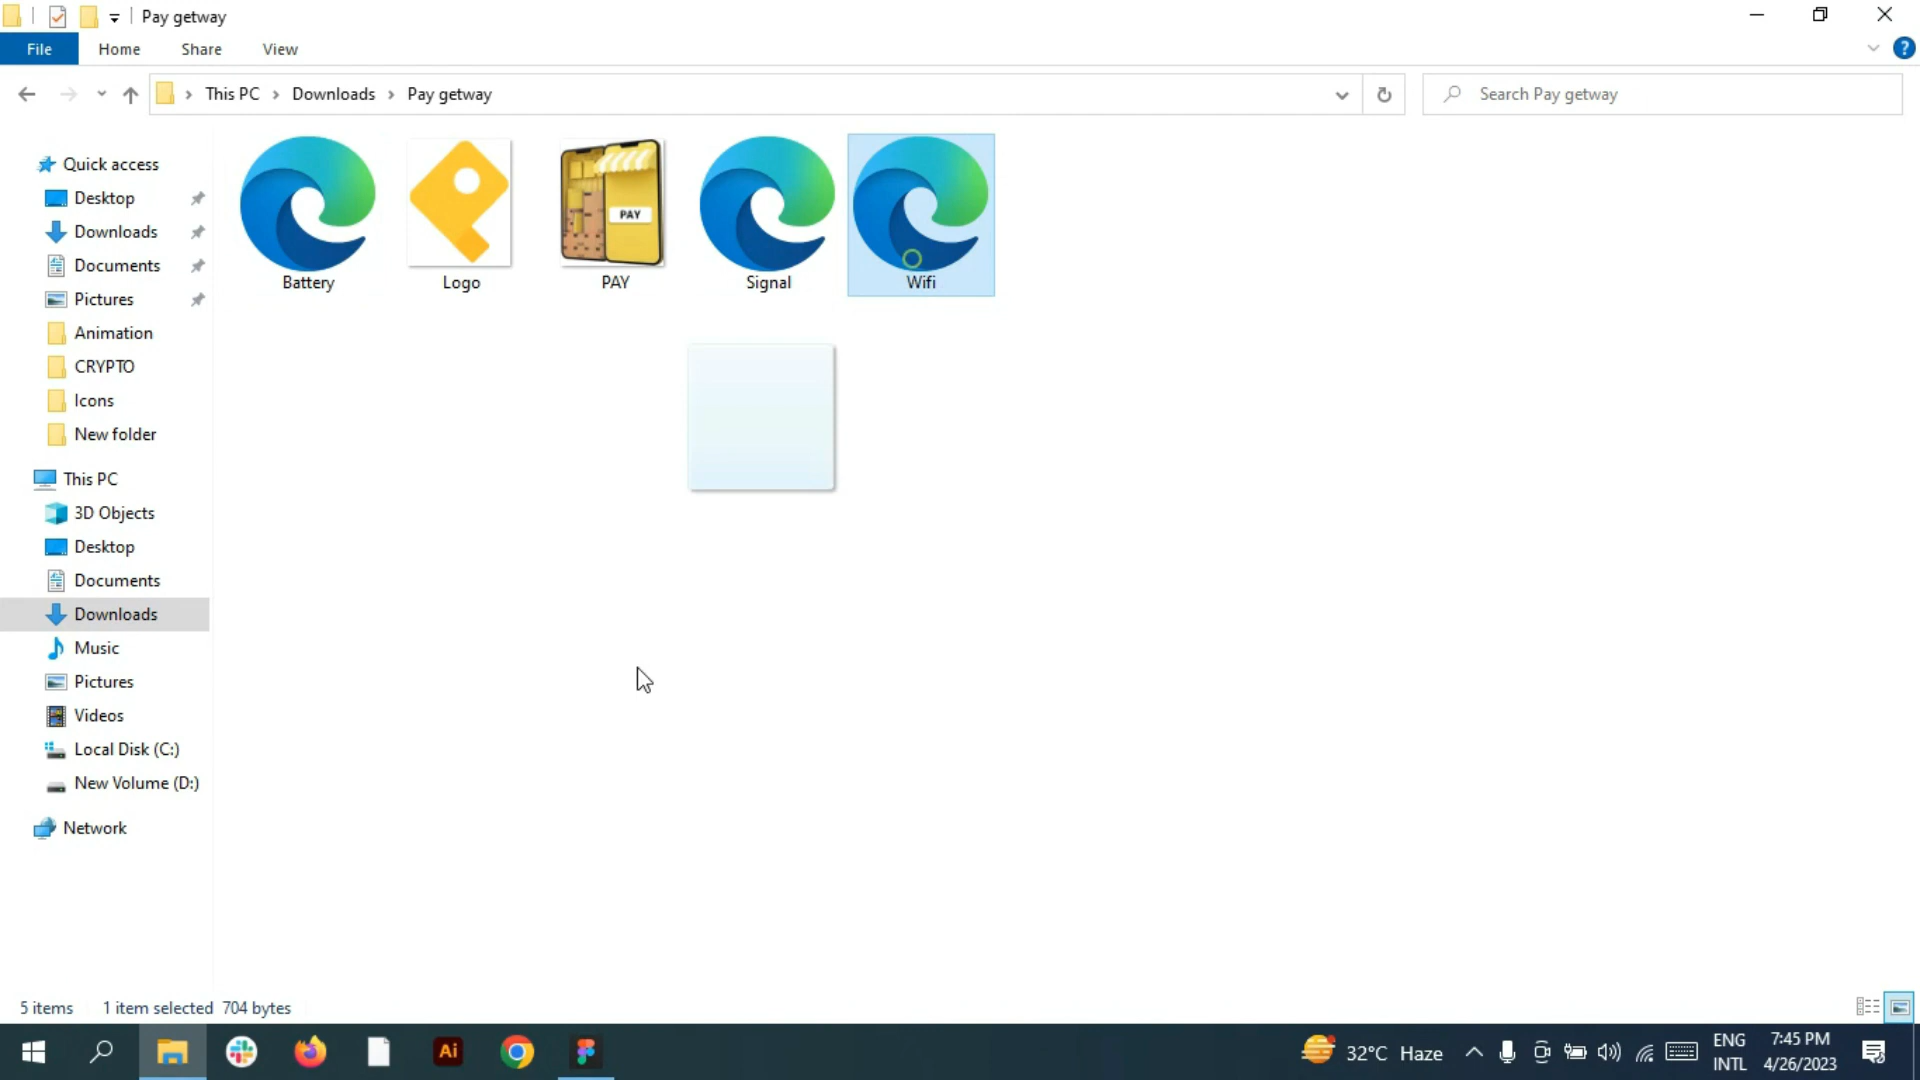 Pay getway
File Home Share View
This PC Downloads Pay getway
Search Pay getway
Quick access
Desktop
Downloads
Documents
Pictures
Animation
CRYPTO
Icons
New folder
This PC
3D Objects
Desktop
Documents
Downloads
Music
Pictures
Videos
Local Disk (C:)
New Volume (D:)
Network
PAY
Battery Logo PAY Signal Wifi
5 items 1 item selected 704 bytes
Ai
32°C Haze
ENG
INTL
7:45 PM
4/26/2023